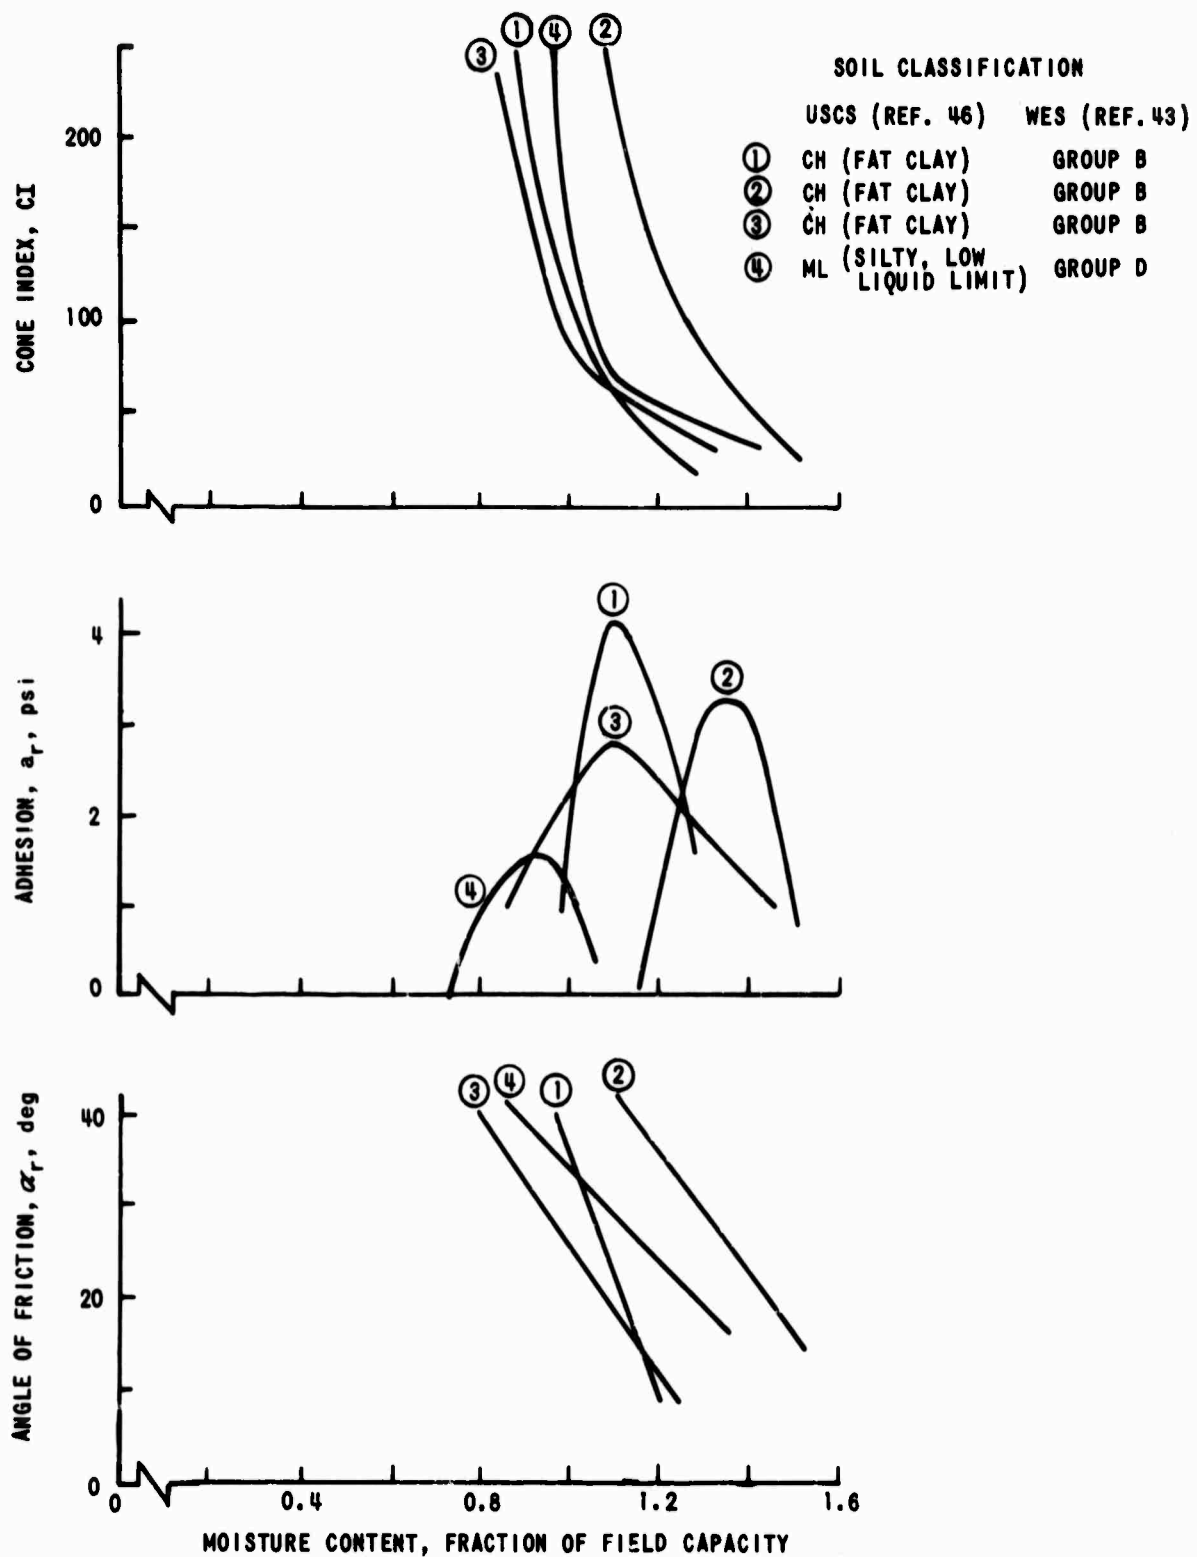 ③ ① ④ ②
SOIL CLASSIFICATION
USCS (REF. 46) WES (REF. 43)
① CH (FAT CLAY) GROUP B
② CH (FAT CLAY) GROUP B
③ CH (FAT CLAY) GROUP B
④ ML (SILTY, LOW LIQUID LIMIT) GROUP D
CONE INDEX, CI
200
100
0
ADHESION, aᵣ, psi
4
2
0
①
②
③
④
ANGLE OF FRICTION, αᵣ, deg
40
20
0
③ ④ ① ②
0 0.4 0.8 1.2 1.6
MOISTURE CONTENT, FRACTION OF FIELD CAPACITY